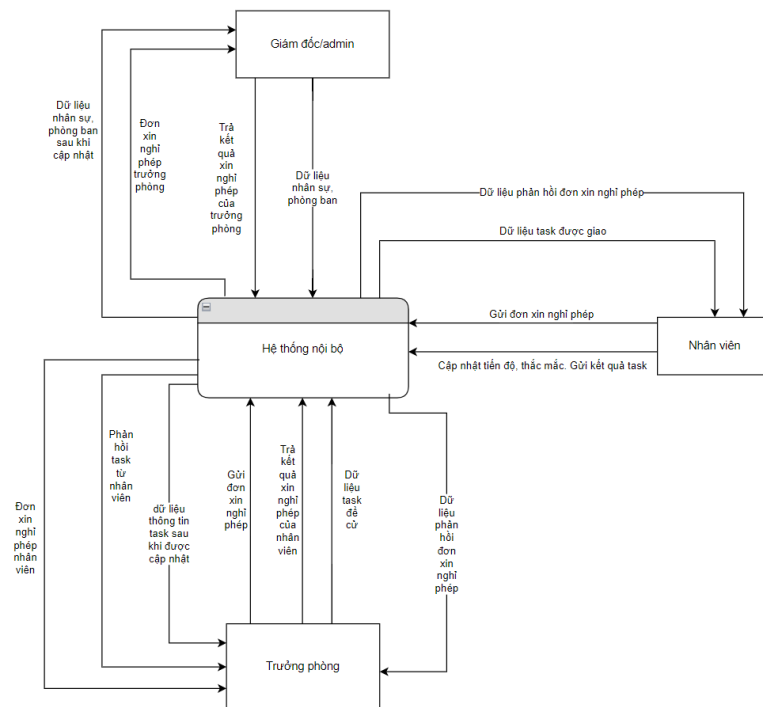 Giám đốc/admin
Dữ liệu
nhân sự,
phòng ban
sau khi
cập nhật
Đơn
xin
nghỉ
phép
trưởng
phòng
Trả
kết
quả
xin
nghỉ
phép
của
trưởng
phòng
Dữ liệu
nhân sự,
phòng ban
Dữ liệu phản hồi đơn xin nghỉ phép
Dữ liệu task được giao
Gửi đơn xin nghỉ phép
Cập nhật tiến độ, thắc mắc. Gửi kết quả task
Nhân viên
Hệ thống nội bộ
Đơn
xin
nghỉ
phép
nhân
viên
Phản
hồi
task
từ
nhân
viên
dữ liệu
thông tin
task sau
khi được
cập nhật
Gửi
đơn
xin
nghỉ
phép
Trả
kết
quả
xin
nghỉ
phép
của
nhân
viên
Dữ
liệu
task
đề
cử
Dữ
liệu
phản
hồi
đơn
xin
nghỉ
phép
Trưởng phòng